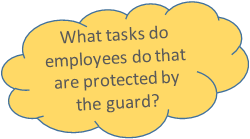 What tasks do
employees do that
are protected by
the guard?